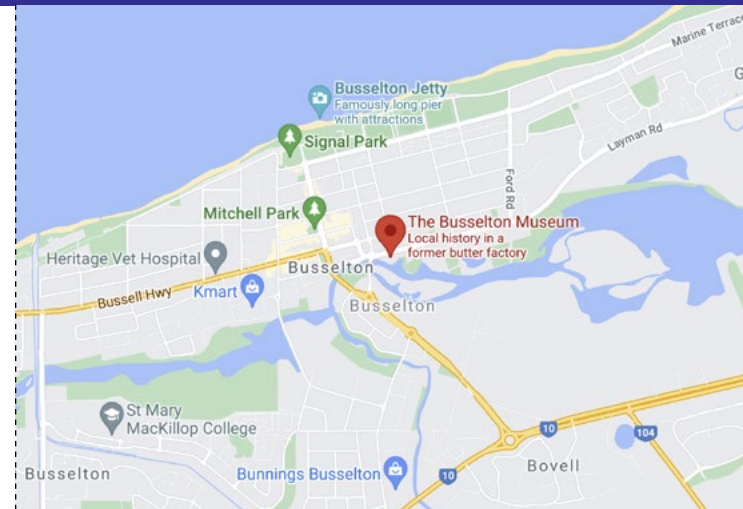 Marine Terrace
G
Busselton Jetty
Famously long pier
with attractions
Layman Rd
Signal Park
Ford Rd
Mitchell Park
The Busselton Museum
Local history in a
former butter factory
Heritage Vet Hospital
Busselton
Bussell Hwy
Kmart
Busselton
St Mary
MacKillop College
10
104
Busselton
Bunnings Busselton
10
Bovell